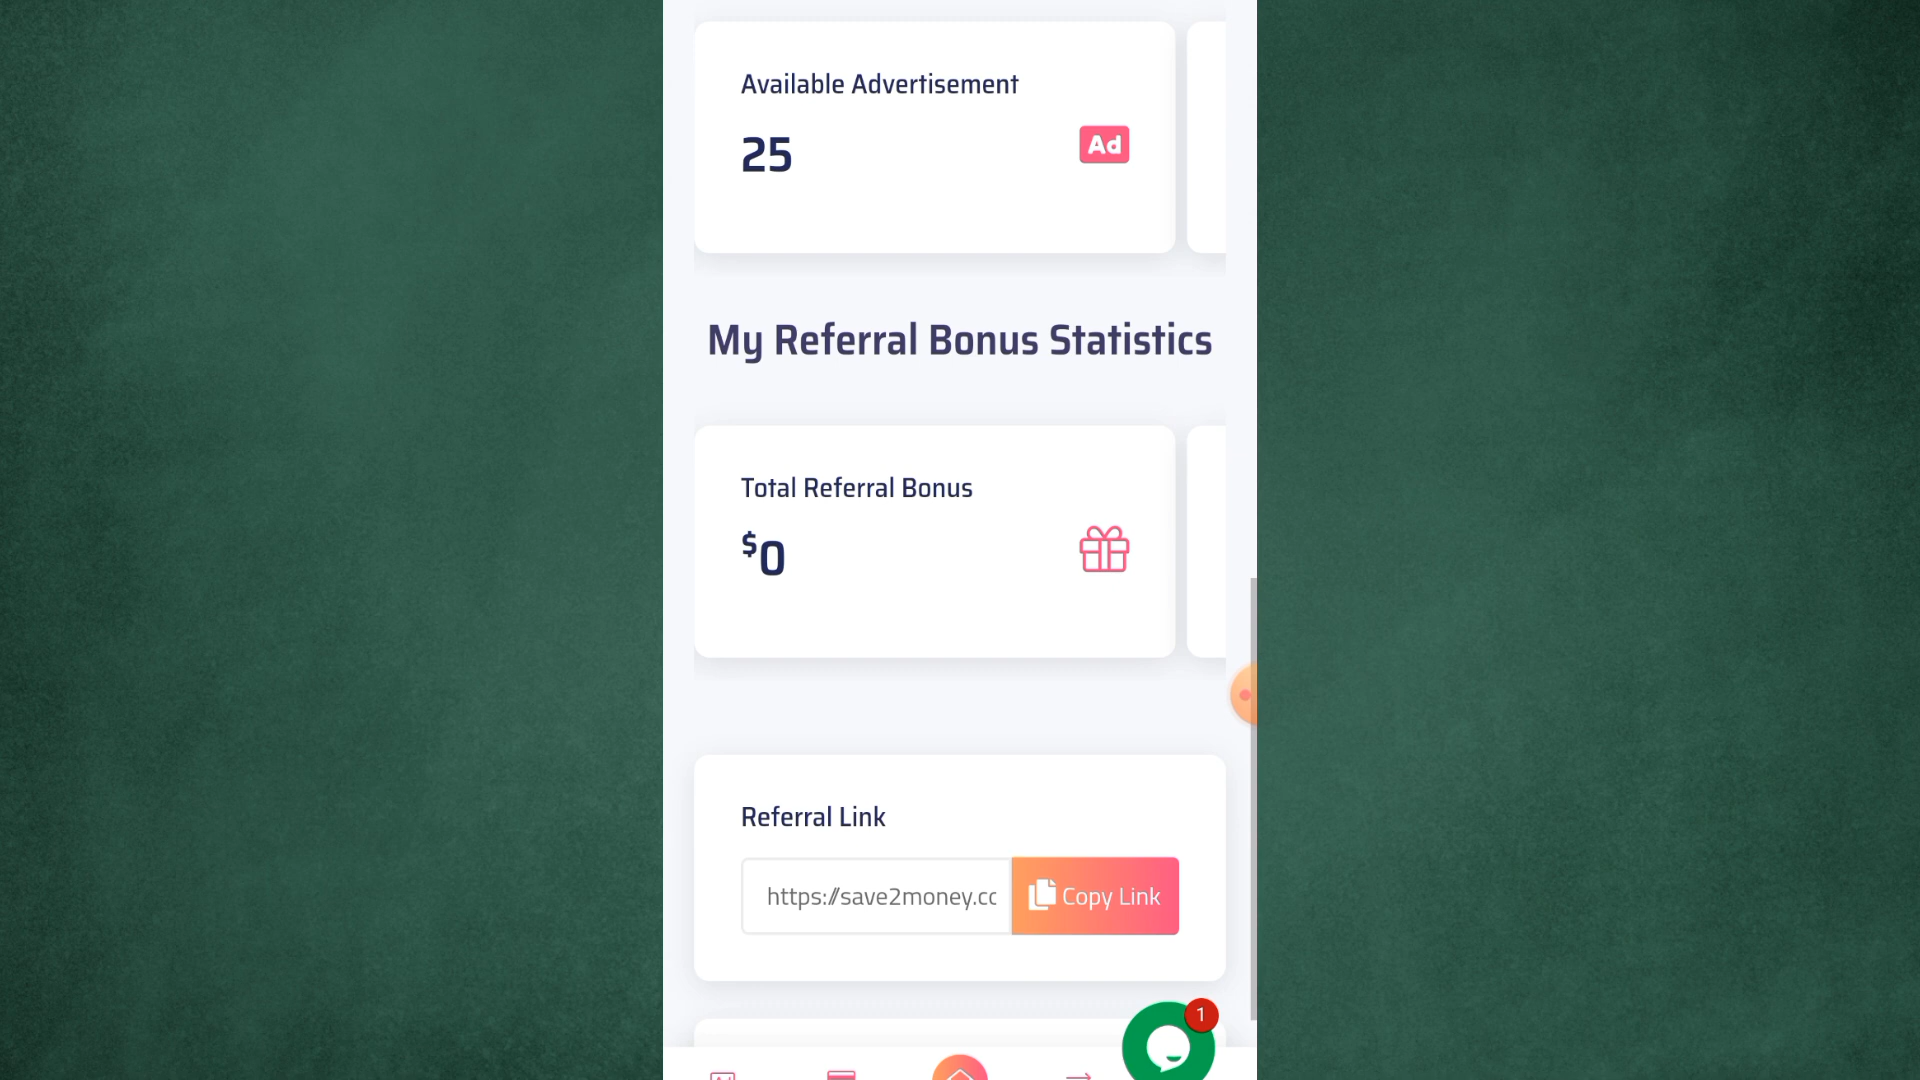 Available Advertisement
25
Ad
My Referral Bonus Statistics
Total Referral Bonus
$0
Referral Link
https://save2money.cc
Copy Link
1